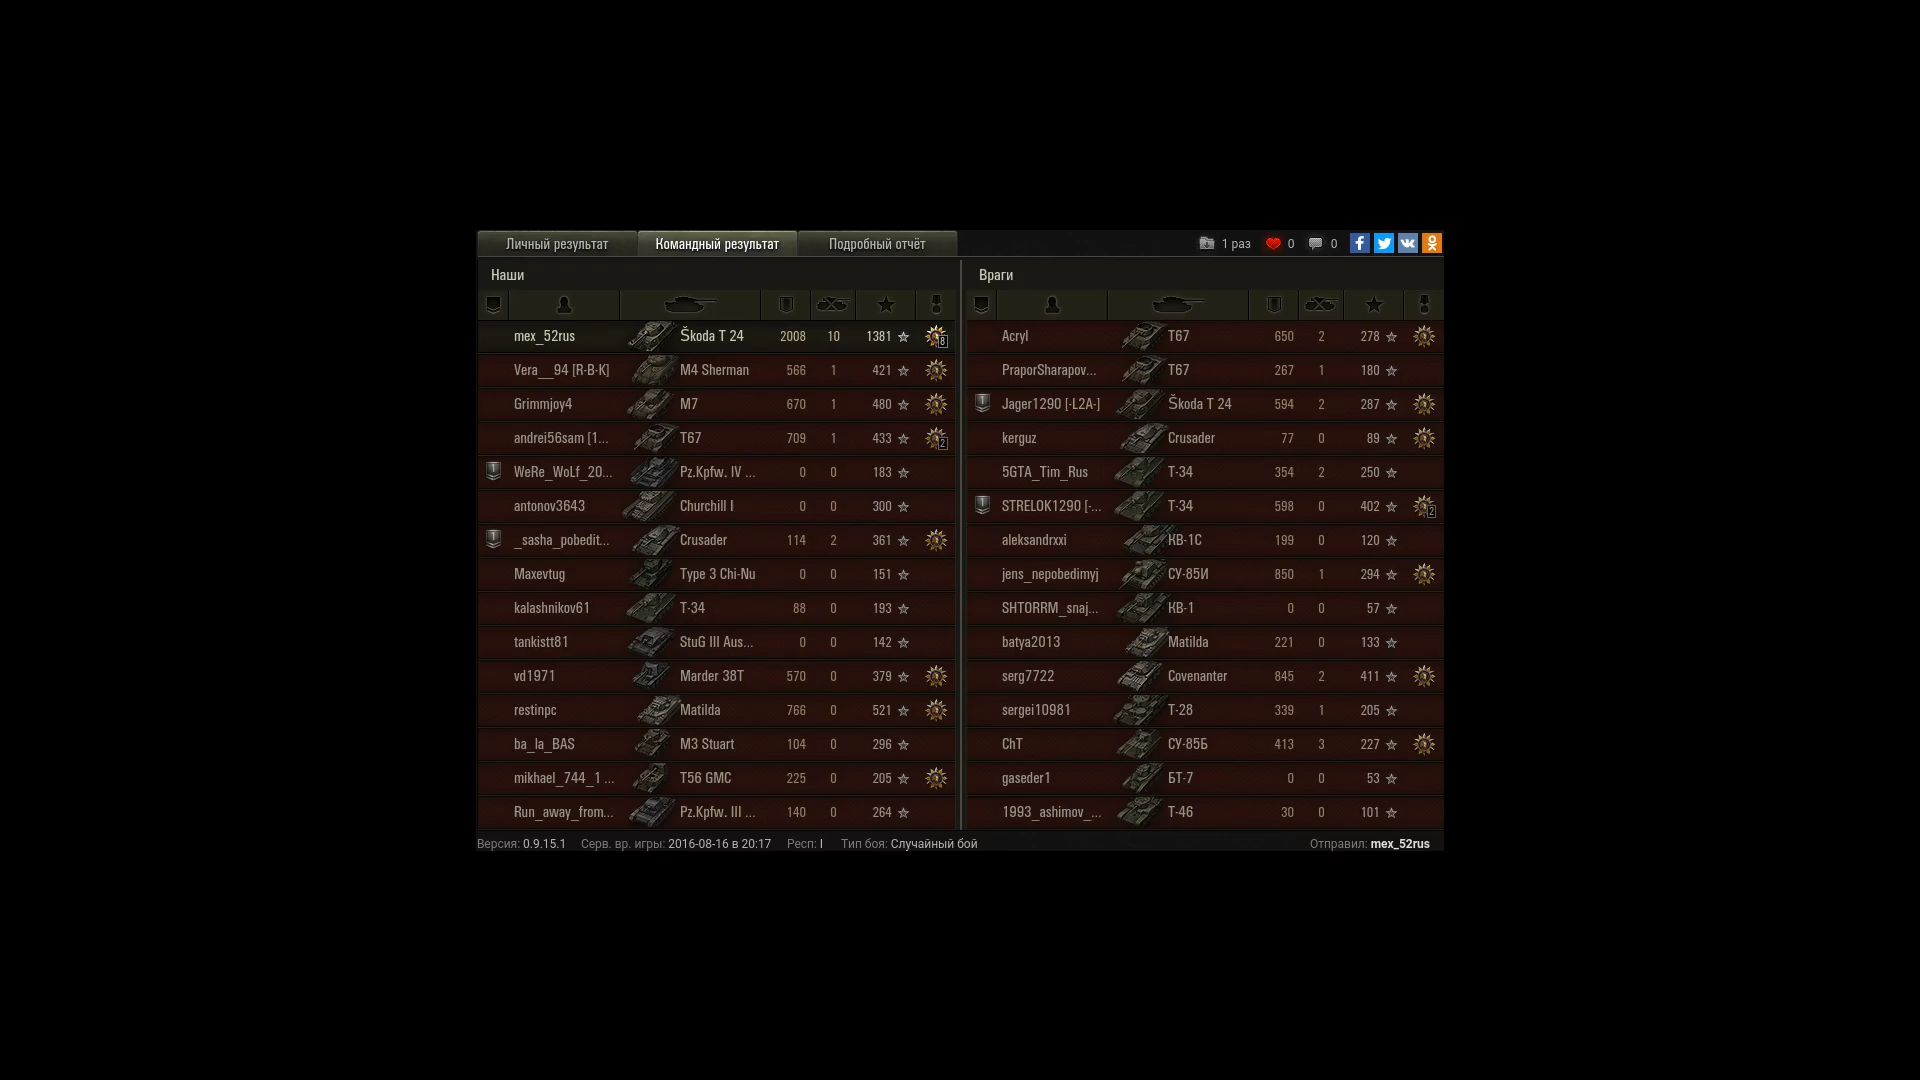 Личный результат Командный результат Подробный отчёт 1 раз 0 0
Наши Враги
mex_52rus Škoda T 24 2008 10 1381 8 Acryl T67 650 2 278
Vera__94 [R-B-K] M4 Sherman 566 1 421 PraporSharapov... T67 267 1 180
Grimmjoy4 M7 670 1 480 Jager1290 [-L2A-] Škoda T 24 594 2 287
andrei56sam [1... T67 709 1 433 2 kerguz Crusader 77 0 89
WeRe_WoLf_20... Pz.Kpfw. IV ... 0 0 183 5GTA_Tim_Rus Т-34 354 2 250
antonov3643 Churchill I 0 0 300 STRELOK1290 [-... Т-34 598 0 402 2
_sasha_pobedit... Crusader 114 2 361 aleksandrxxi КВ-1С 199 0 120
Maxevtug Type 3 Chi-Nu 0 0 151 jens_nepobedimyj СУ-85И 850 1 294
kalashnikov61 Т-34 88 0 193 SHTORRM_snaj... КВ-1 0 0 57
tankistt81 StuG III Aus... 0 0 142 batya2013 Matilda 221 0 133
vd1971 Marder 38T 570 0 379 serg7722 Covenanter 845 2 411
restinpc Matilda 766 0 521 sergei10981 Т-28 339 1 205
ba_la_BAS M3 Stuart 104 0 296 ChT СУ-85Б 413 3 227
mikhael_744_1 ... T56 GMC 225 0 205 gaseder1 БТ-7 0 0 53
Run_away_from... Pz.Kpfw. III ... 140 0 264 1993_ashimov_... Т-46 30 0 101
Версия: 0.9.15.1 Серв. вр. игры: 2016-08-16 в 20:17 Респ: I Тип боя: Случайный бой Отправил: mex_52rus